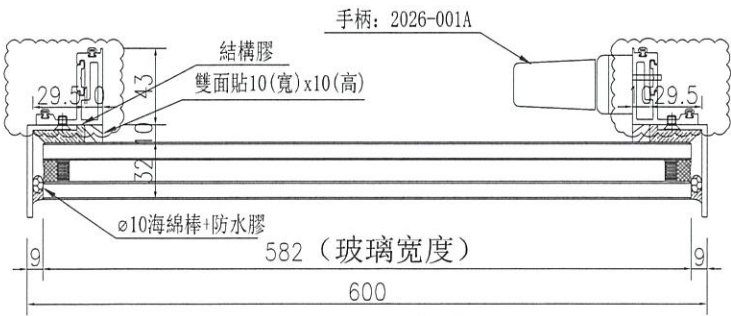 手柄: 2026-001A
結構膠
雙面貼10(寬)x10(高)
43
29.5
10
10
29.5
10
32
ø10海綿棒+防水膠
582（玻璃宽度）
9
9
600